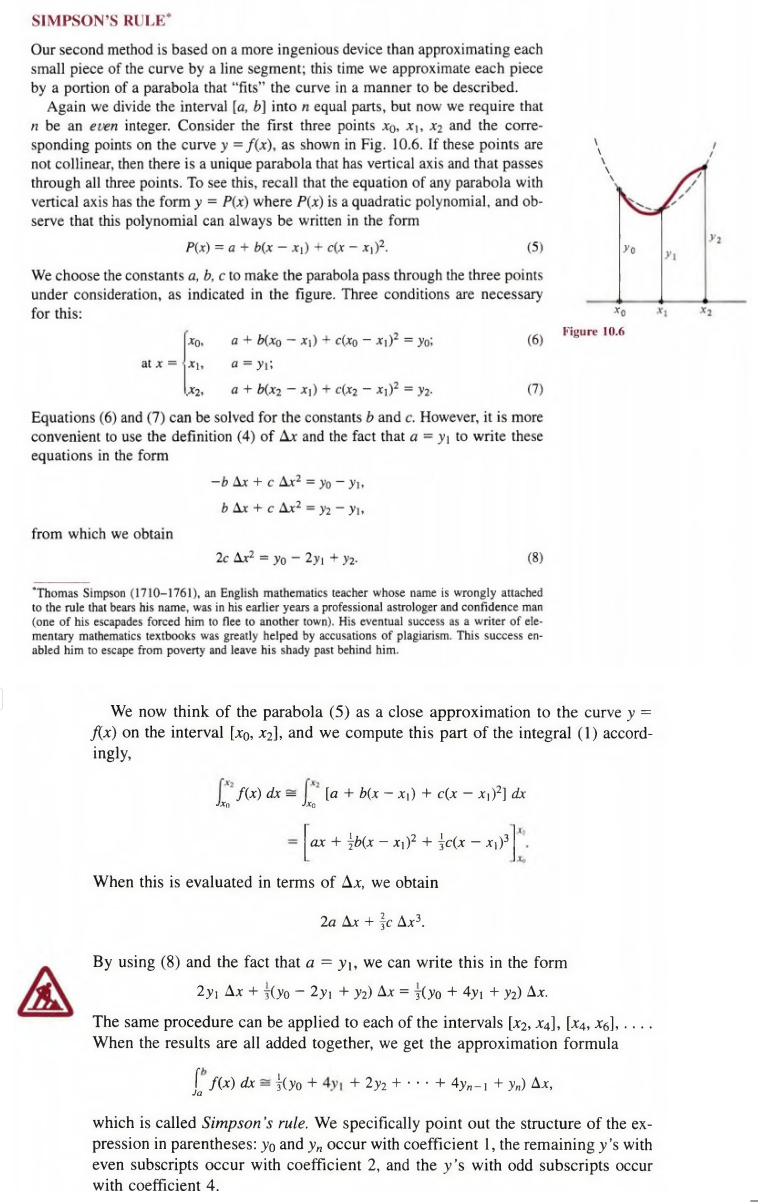 SIMPSON'S RULE*
Our second method is based on a more ingenious device than approximating each
small piece of the curve by a line segment; this time we approximate each piece
by a portion of a parabola that “fits” the curve in a manner to be described.
Again we divide the interval [a, b] into n equal parts, but now we require that
n be an even integer. Consider the first three points x₀, x₁, x₂ and the corre-
sponding points on the curve y = f(x), as shown in Fig. 10.6. If these points are
not collinear, then there is a unique parabola that has vertical axis and that passes
through all three points. To see this, recall that the equation of any parabola with
vertical axis has the form y = P(x) where P(x) is a quadratic polynomial, and ob-
serve that this polynomial can always be written in the form
P(x) = a + b(x − x₁) + c(x − x₁)². (5)
We choose the constants a, b, c to make the parabola pass through the three points
under consideration, as indicated in the figure. Three conditions are necessary
for this:
x₀, a + b(x₀ − x₁) + c(x₀ − x₁)² = y₀; (6)
at x = { x₁, a = y₁;
x₂, a + b(x₂ − x₁) + c(x₂ − x₁)² = y₂. (7)
Equations (6) and (7) can be solved for the constants b and c. However, it is more
convenient to use the definition (4) of Δx and the fact that a = y₁ to write these
equations in the form
−b Δx + c Δx² = y₀ − y₁,
b Δx + c Δx² = y₂ − y₁,
from which we obtain
2c Δx² = y₀ − 2y₁ + y₂. (8)
y₀
y₁
y₂
x₀ x₁ x₂
Figure 10.6
*Thomas Simpson (1710–1761), an English mathematics teacher whose name is wrongly attached
to the rule that bears his name, was in his earlier years a professional astrologer and confidence man
(one of his escapades forced him to flee to another town). His eventual success as a writer of ele-
mentary mathematics textbooks was greatly helped by accusations of plagiarism. This success en-
abled him to escape from poverty and leave his shady past behind him.
We now think of the parabola (5) as a close approximation to the curve y =
f(x) on the interval [x₀, x₂], and we compute this part of the integral (1) accord-
ingly,
∫_{x₀}^{x₂} f(x) dx ≅ ∫_{x₀}^{x₂} [a + b(x − x₁) + c(x − x₁)²] dx
= [ax + ½b(x − x₁)² + ⅓c(x − x₁)³]_{x₀}^{x₂}.
When this is evaluated in terms of Δx, we obtain
2a Δx + ⅔c Δx³.
By using (8) and the fact that a = y₁, we can write this in the form
2y₁ Δx + ⅓(y₀ − 2y₁ + y₂) Δx = ⅓(y₀ + 4y₁ + y₂) Δx.
The same procedure can be applied to each of the intervals [x₂, x₄], [x₄, x₆], . . . .
When the results are all added together, we get the approximation formula
∫_{a}^{b} f(x) dx ≅ ⅓(y₀ + 4y₁ + 2y₂ + · · · + 4yₙ₋₁ + yₙ) Δx,
which is called Simpson's rule. We specifically point out the structure of the ex-
pression in parentheses: y₀ and yₙ occur with coefficient 1, the remaining y's with
even subscripts occur with coefficient 2, and the y's with odd subscripts occur
with coefficient 4.